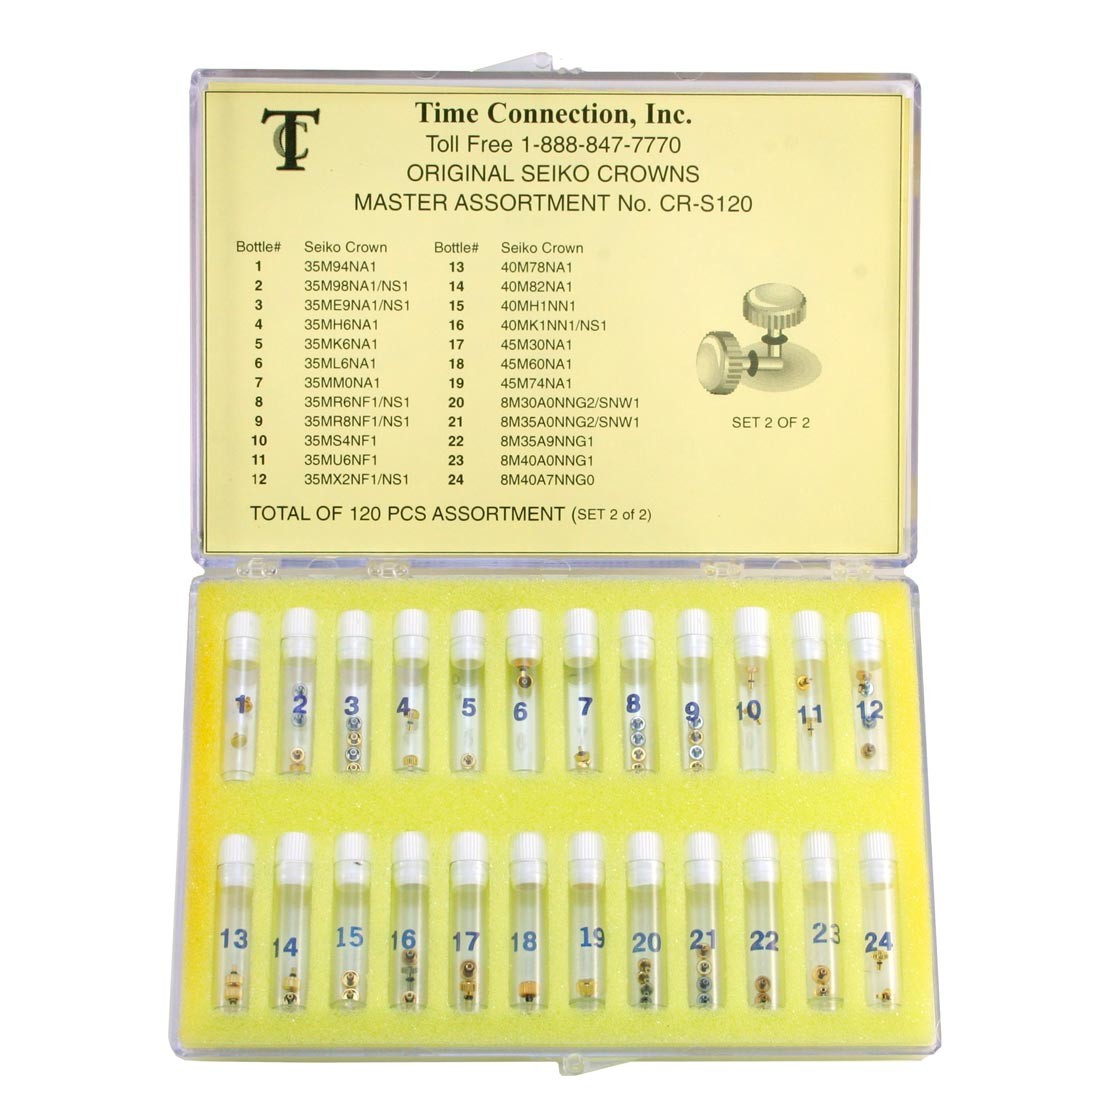 TC
Time Connection, Inc.
Toll Free 1-888-847-7770
ORIGINAL SEIKO CROWNS
MASTER ASSORTMENT No. CR-S120
Bottle# Seiko Crown Bottle# Seiko Crown
1 35M94NA1 13 40M78NA1
2 35M98NA1/NS1 14 40M82NA1
3 35ME9NA1/NS1 15 40MH1NN1
4 35MH6NA1 16 40MK1NN1/NS1
5 35MK6NA1 17 45M30NA1
6 35ML6NA1 18 45M60NA1
7 35MM0NA1 19 45M74NA1
8 35MR6NF1/NS1 20 8M30A0NNG2/SNW1
9 35MR8NF1/NS1 21 8M35A0NNG2/SNW1
10 35MS4NF1 22 8M35A9NNG1
11 35MU6NF1 23 8M40A0NNG1
12 35MX2NF1/NS1 24 8M40A7NNG0
SET 2 OF 2
TOTAL OF 120 PCS ASSORTMENT (SET 2 of 2)
1 2 3 4 5 6 7 8 9 10 11 12
13 14 15 16 17 18 19 20 21 22 23 24